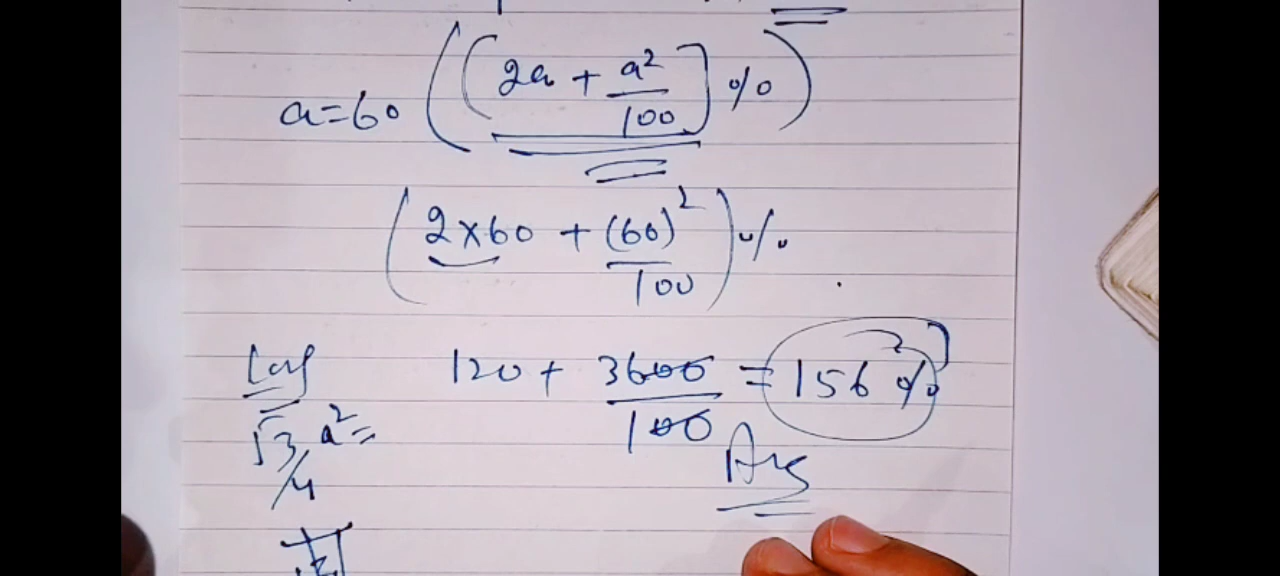 a=60 ([2a + a²/100] %)
(2×60 + (60)²/100) %
120 + 3600/100 = 156%
√3/4 a² =
Ans